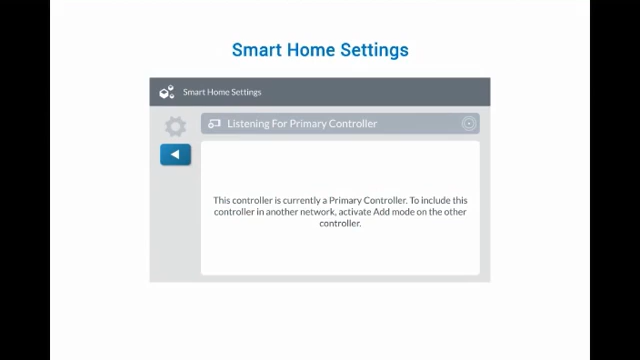 Smart Home Settings
Smart Home Settings
Listening For Primary Controller
This controller is currently a Primary Controller. To include this
controller in another network, activate Add mode on the other
controller.